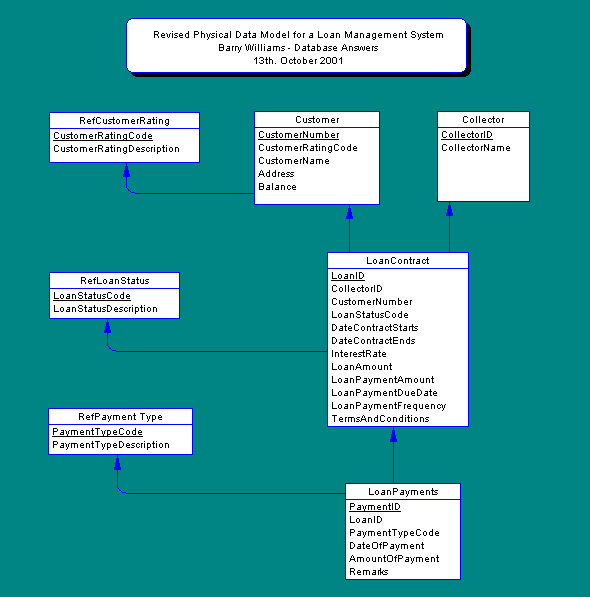 Revised Physical Data Model for a Loan Management System
Barry Williams - Database Answers
13th. October 2001
RefCustomerRating
CustomerRatingCode
CustomerRatingDescription
Customer
CustomerNumber
CustomerRatingCode
CustomerName
Address
Balance
Collector
CollectorID
CollectorName
RefLoanStatus
LoanStatusCode
LoanStatusDescription
LoanContract
LoanID
CollectorID
CustomerNumber
LoanStatusCode
DateContractStarts
DateContractEnds
InterestRate
LoanAmount
LoanPaymentAmount
LoanPaymentDueDate
LoanPaymentFrequency
TermsAndConditions
RefPayment Type
PaymentTypeCode
PaymentTypeDescription
LoanPayments
PaymentID
LoanID
PaymentTypeCode
DateOfPayment
AmountOfPayment
Remarks